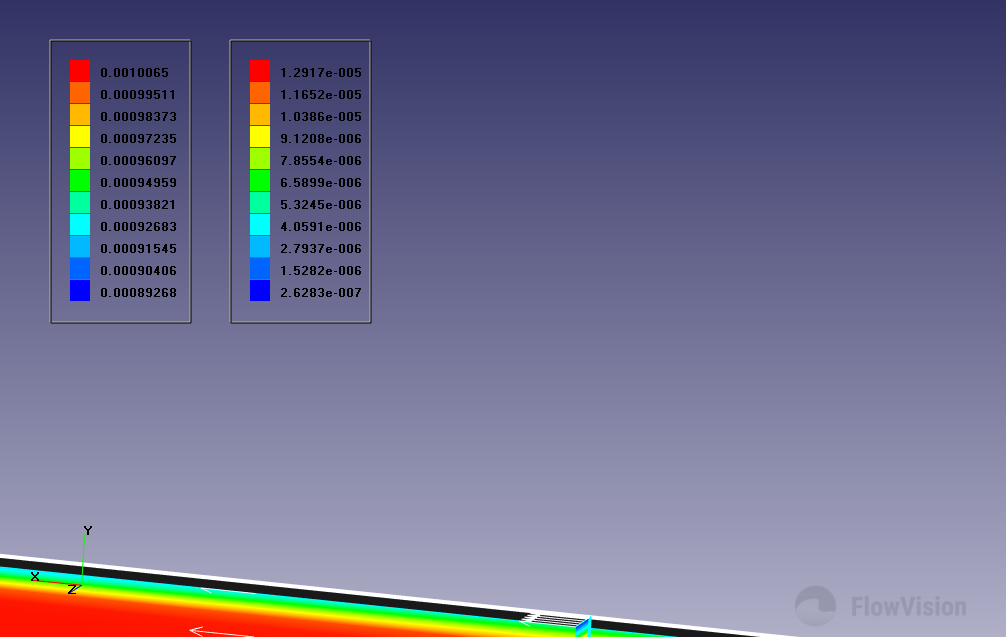 0.0010065
0.00099511
0.00098373
0.00097235
0.00096097
0.00094959
0.00093821
0.00092683
0.00091545
0.00090406
0.00089268
1.2917e-005
1.1652e-005
1.0386e-005
9.1208e-006
7.8554e-006
6.5899e-006
5.3245e-006
4.0591e-006
2.7937e-006
1.5282e-006
2.6283e-007
Y
X
Z
FlowVision